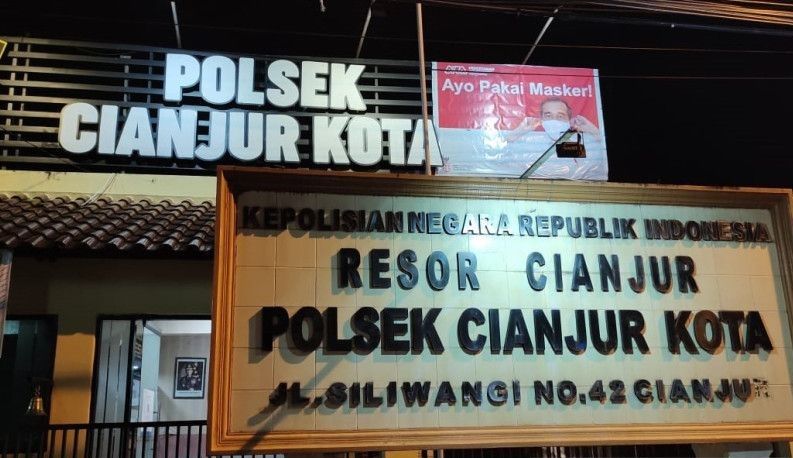 POLSEK
CIANJUR KOTA
Ayo Pakai Masker!
KEPOLISIAN NEGARA REPUBLIK INDONESIA
RESOR CIANJUR
POLSEK CIANJUR KOTA
JL.SILIWANGI NO.42 CIANJUR